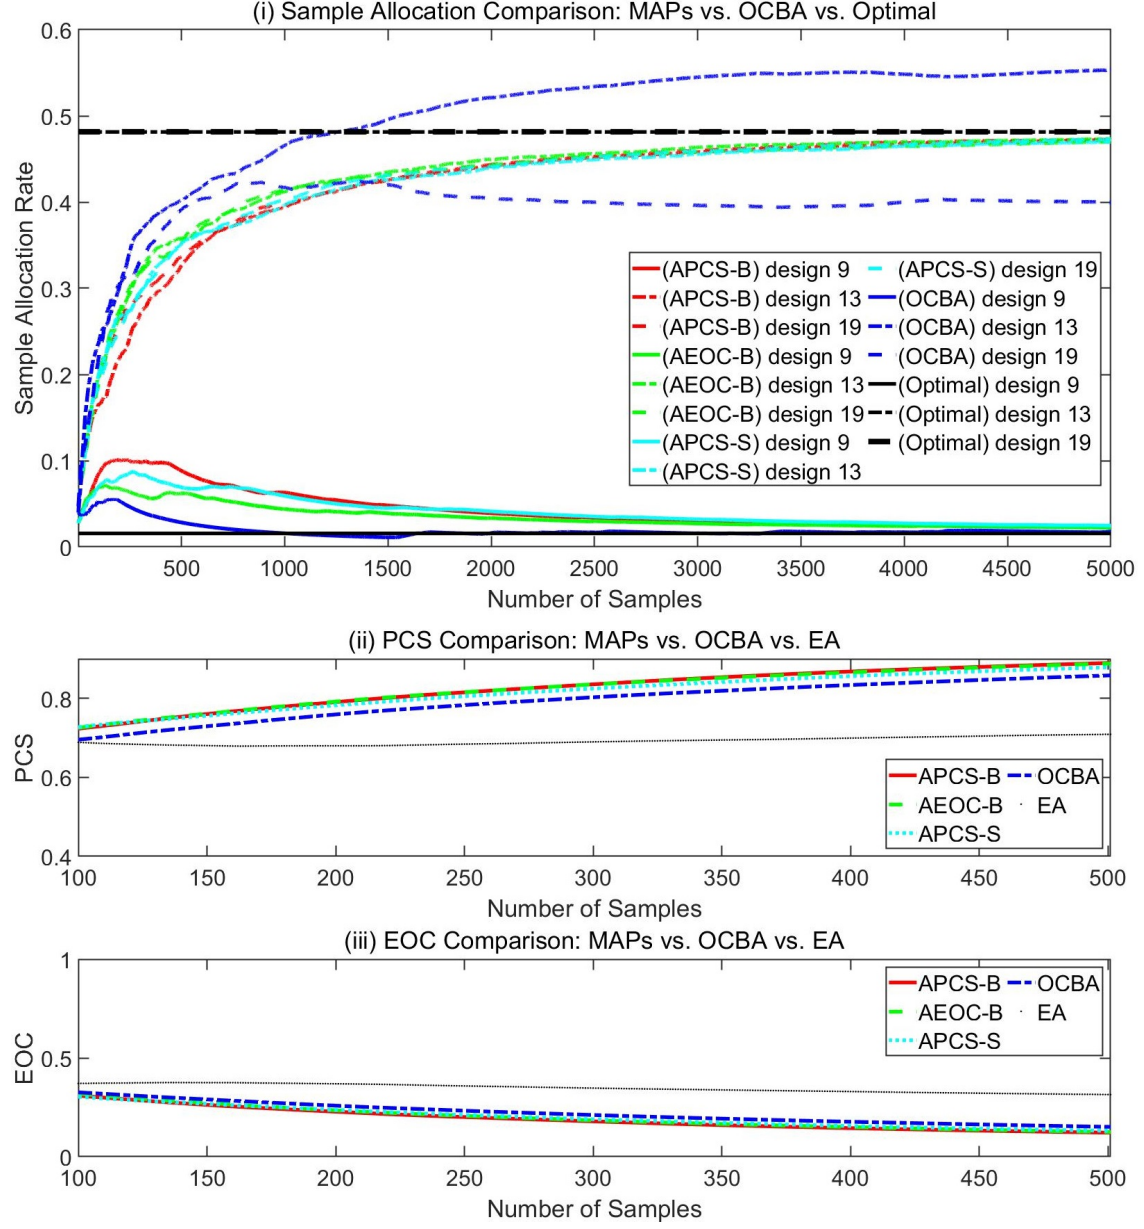 (i) Sample Allocation Comparison: MAPs vs. OCBA vs. Optimal
Sample Allocation Rate
0.6
0.5
0.4
0.3
0.2
0.1
0
(APCS-B) design 9
(APCS-B) design 13
(APCS-B) design 19
(AEOC-B) design 9
(AEOC-B) design 13
(AEOC-B) design 19
(APCS-S) design 9
(APCS-S) design 13
(APCS-S) design 19
(OCBA) design 9
(OCBA) design 13
(OCBA) design 19
(Optimal) design 9
(Optimal) design 13
(Optimal) design 19
500 1000 1500 2000 2500 3000 3500 4000 4500 5000
Number of Samples
(ii) PCS Comparison: MAPs vs. OCBA vs. EA
PCS
0.8
0.6
0.4
APCS-B
AEOC-B
APCS-S
OCBA
EA
100 150 200 250 300 350 400 450 500
Number of Samples
(iii) EOC Comparison: MAPs vs. OCBA vs. EA
EOC
1
0.5
0
APCS-B
AEOC-B
APCS-S
OCBA
EA
100 150 200 250 300 350 400 450 500
Number of Samples